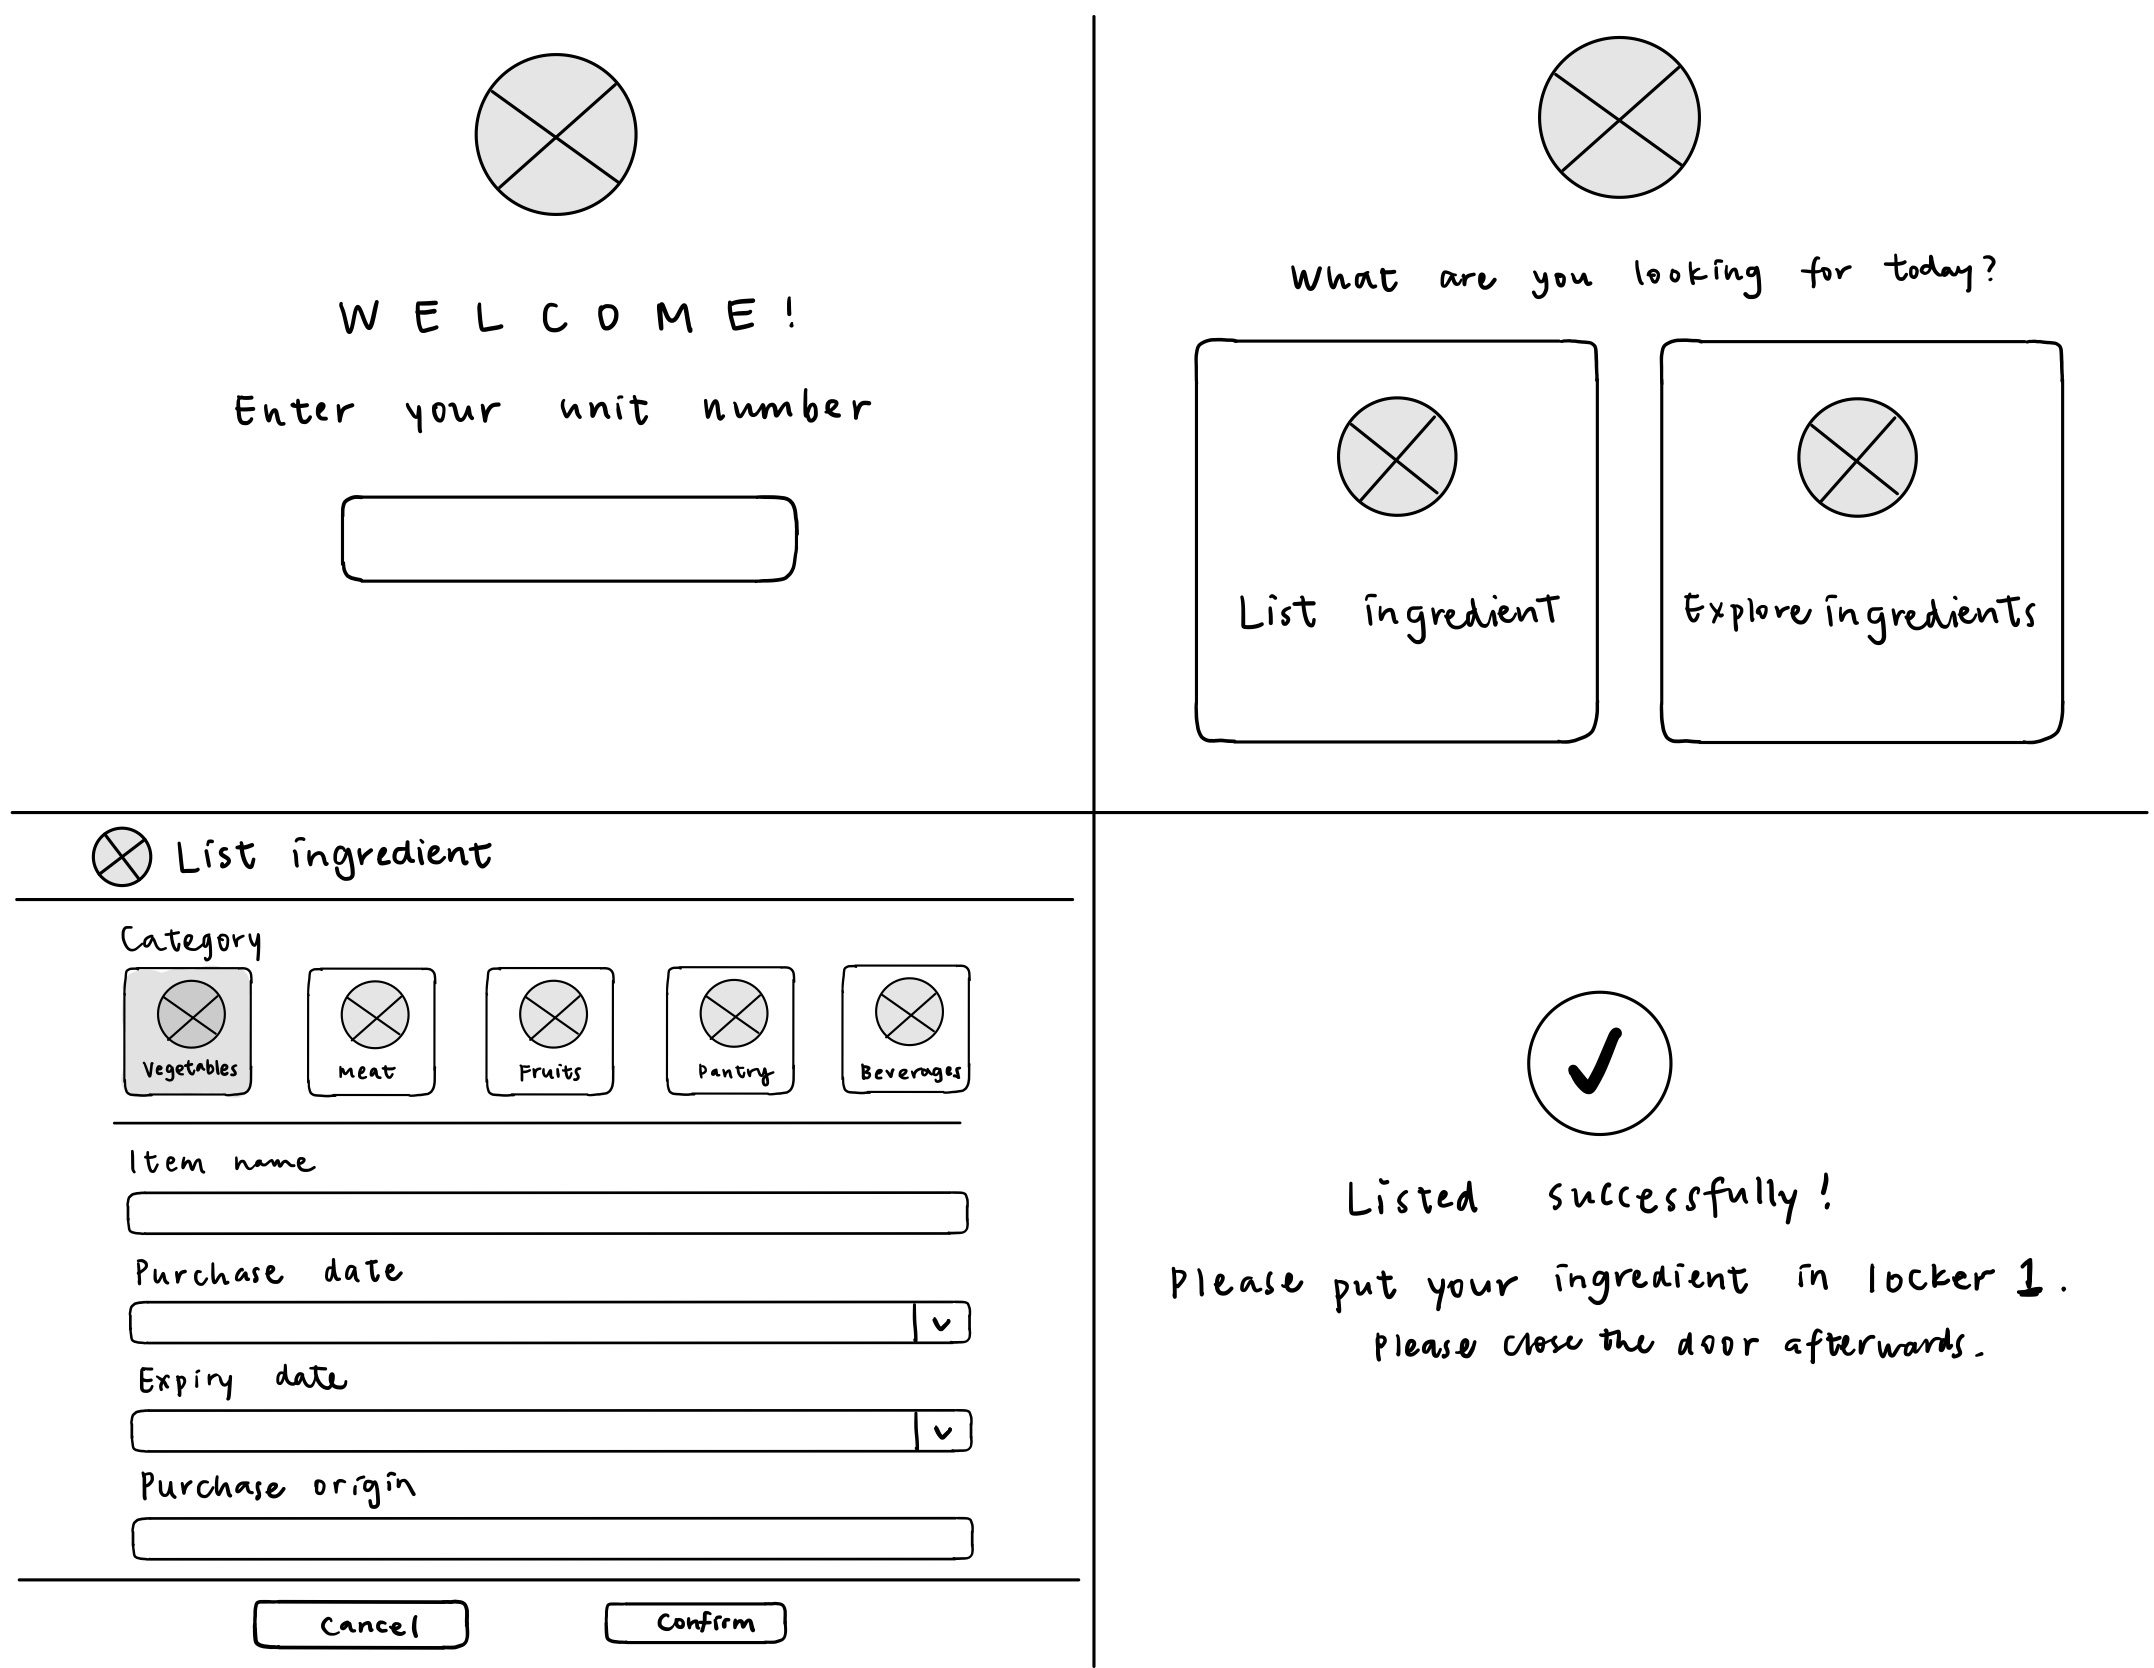 WELCOME!
Enter your unit number
What are you looking for today?
List ingredient
Explore ingredients
List ingredient
Category
Vegetables
Meat
Fruits
Pantry
Beverages
Item name
Purchase date
Expiry date
Purchase origin
Cancel
Confirm
Listed successfully!
Please put your ingredient in locker 1.
Please close the door afterwards.